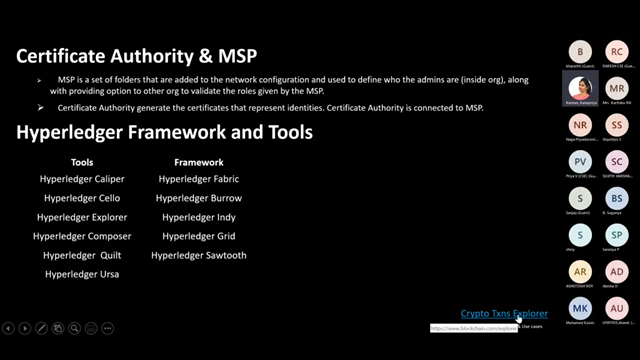 Certificate Authority & MSP
MSP is a set of folders that are added to the network configuration and used to define who the admins are (inside org), along
with providing option to other org to validate the roles given by the MSP.
Certificate Authority generate the certificates that represent identities. Certificate Authority is connected to MSP.
Hyperledger Framework and Tools
Tools Framework
Hyperledger Caliper Hyperledger Fabric
Hyperledger Cello Hyperledger Burrow
Hyperledger Explorer Hyperledger Indy
Hyperledger Composer Hyperledger Grid
Hyperledger Quilt Hyperledger Sawtooth
Hyperledger Ursa
Crypto Txns Explorer
https://www.blockchain.com/explorer
& Use cases
B RC
MR
NR SS
PV SC
S BS
S SP
AR AD
MK AU